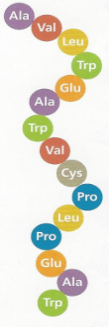 Ala
Val
Leu
Trp
Glu
Ala
Trp
Val
Cys
Pro
Leu
Pro
Glu
Ala
Trp